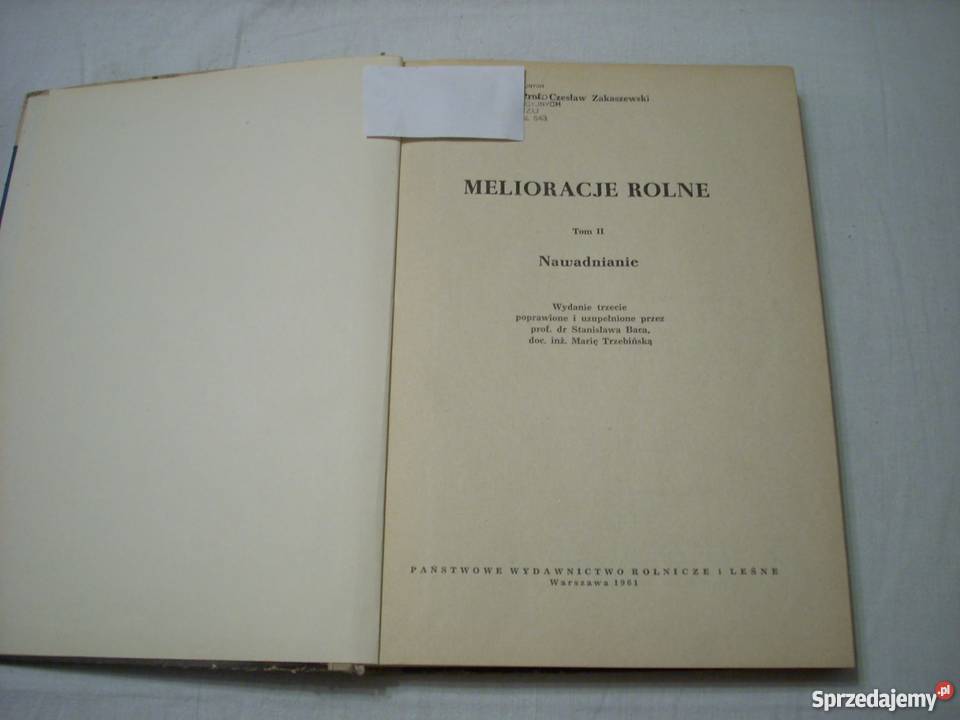 Prof. Czesław Zakaszewski
MELIORACJE ROLNE
Tom II
Nawadnianie
Wydanie trzecie
poprawione i uzupełnione przez
prof. dr Stanisława Baca,
doc. inż. Marię Trzebińską
PAŃSTWOWE WYDAWNICTWO ROLNICZE I LEŚNE
Warszawa 1961
Sprzedajemy.pl